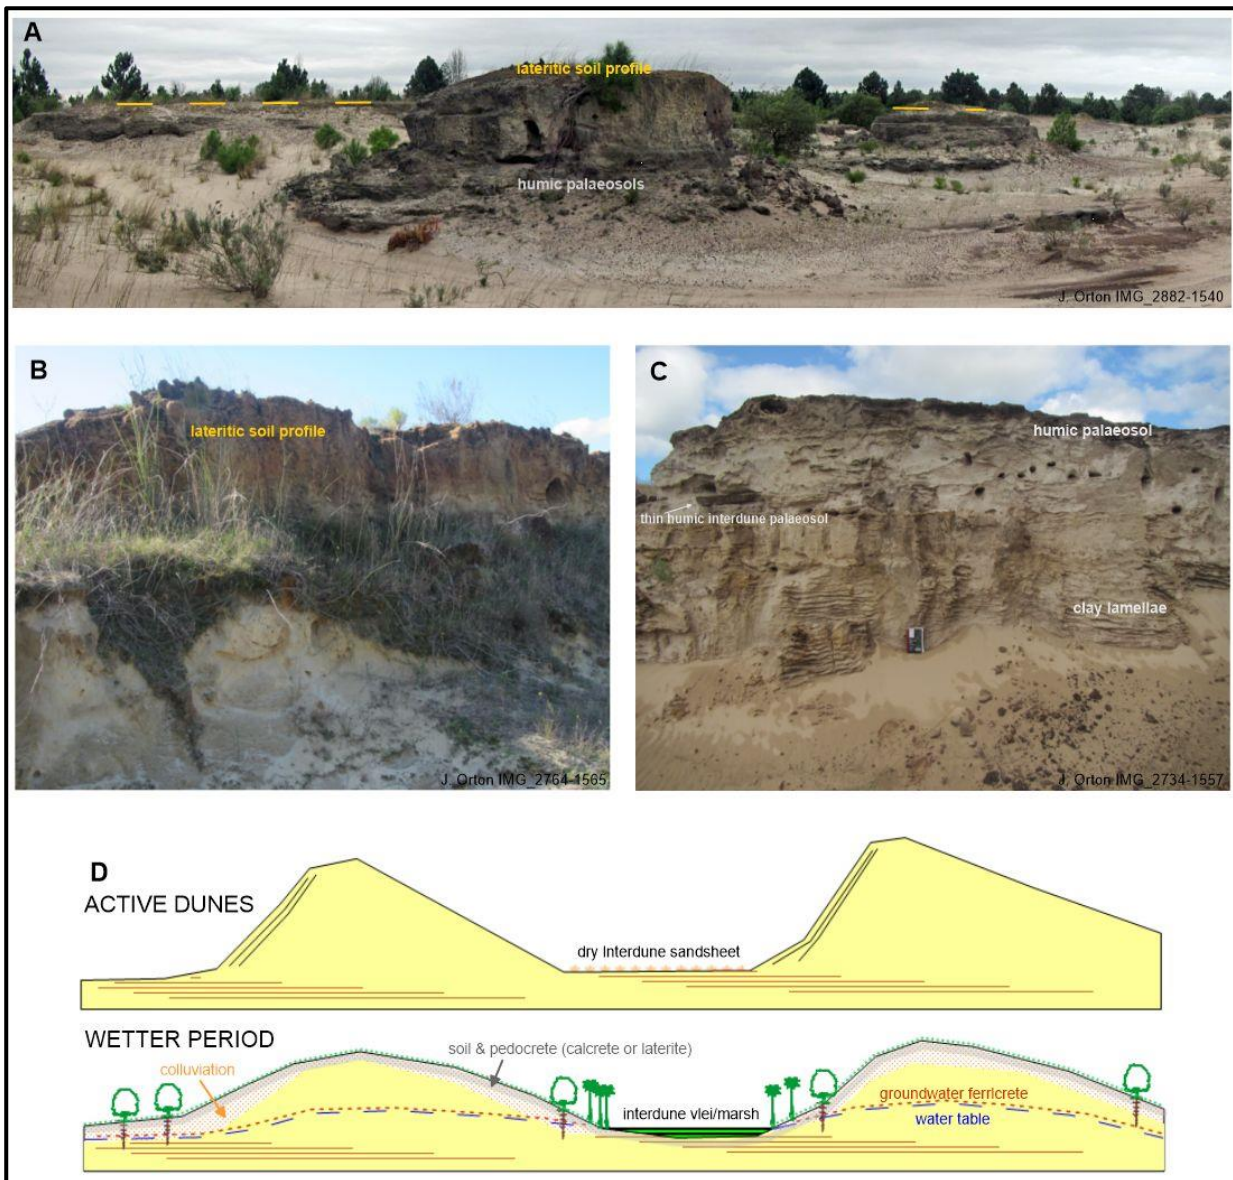 A
lateritic soil profile
humic palaeosols
J. Orton IMG_2882-1540
B
lateritic soil profile
J. Orton IMG_2764-1565
C
humic palaeosol
thin humic interdune palaeosol
clay lamellae
J. Orton IMG_2734-1557
D
ACTIVE DUNES
dry Interdune sandsheet
WETTER PERIOD
soil & pedocrete (calcrete or laterite)
colluviation
groundwater ferricrete
interdune vlei/marsh
water table